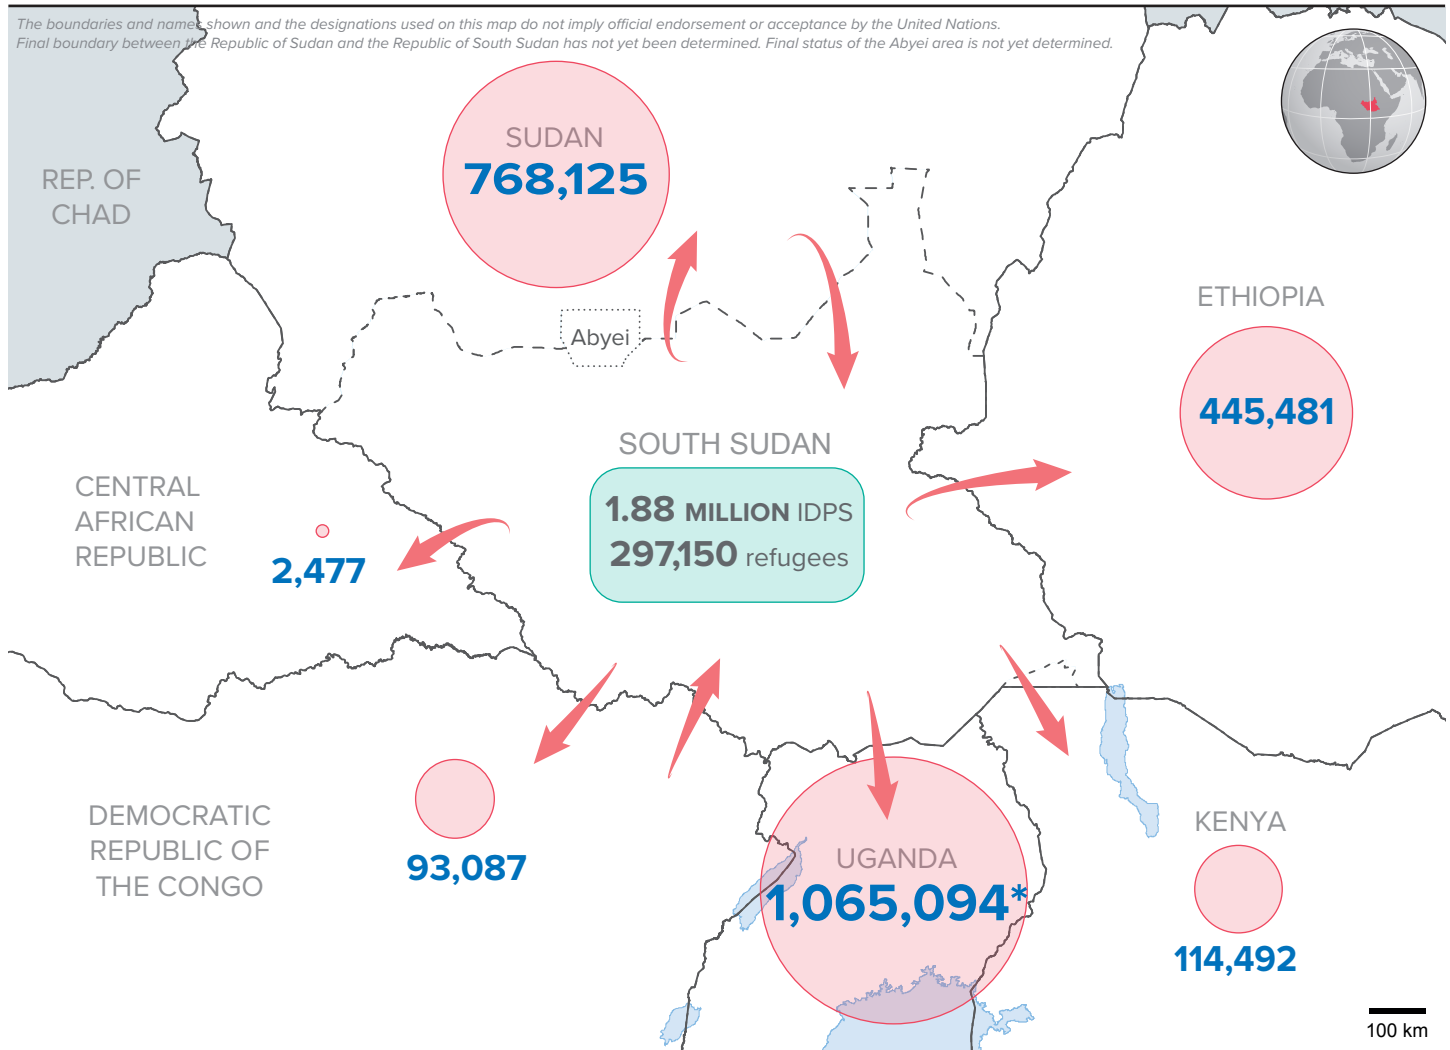 The boundaries and names shown and the designations used on this map do not imply official endorsement or acceptance by the United Nations.
Final boundary between the Republic of Sudan and the Republic of South Sudan has not yet been determined. Final status of the Abyei area is not yet determined.
SUDAN
768,125
REP. OF
CHAD
ETHIOPIA
445,481
Abyei
SOUTH SUDAN
1.88 MILLION IDPS
297,150 refugees
CENTRAL
AFRICAN
REPUBLIC
2,477
DEMOCRATIC
REPUBLIC OF
THE CONGO
93,087
UGANDA
1,065,094*
KENYA
114,492
100 km